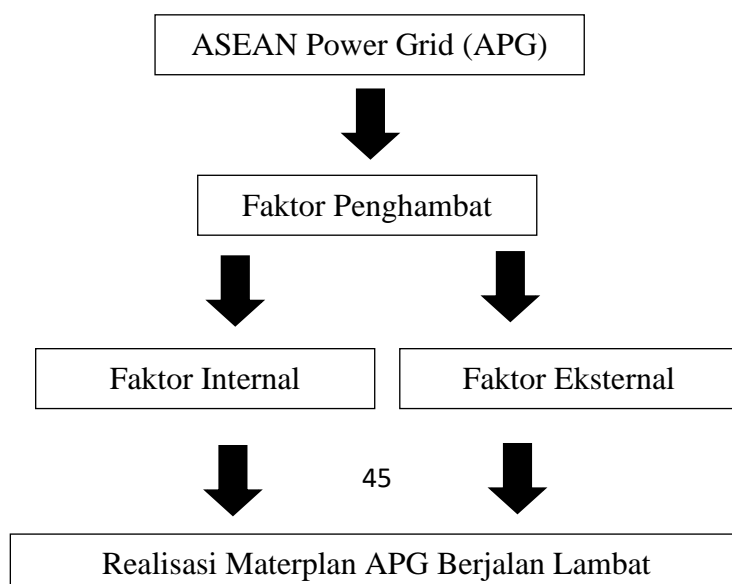 ASEAN Power Grid (APG)
Faktor Penghambat
Faktor Internal
Faktor Eksternal
45
Realisasi Materplan APG Berjalan Lambat